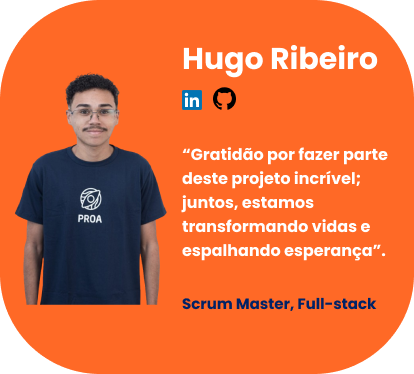 Hugo Ribeiro
in
“Gratidão por fazer parte
deste projeto incrível;
juntos, estamos
transformando vidas e
espalhando esperança”.
PROA
Scrum Master, Full-stack